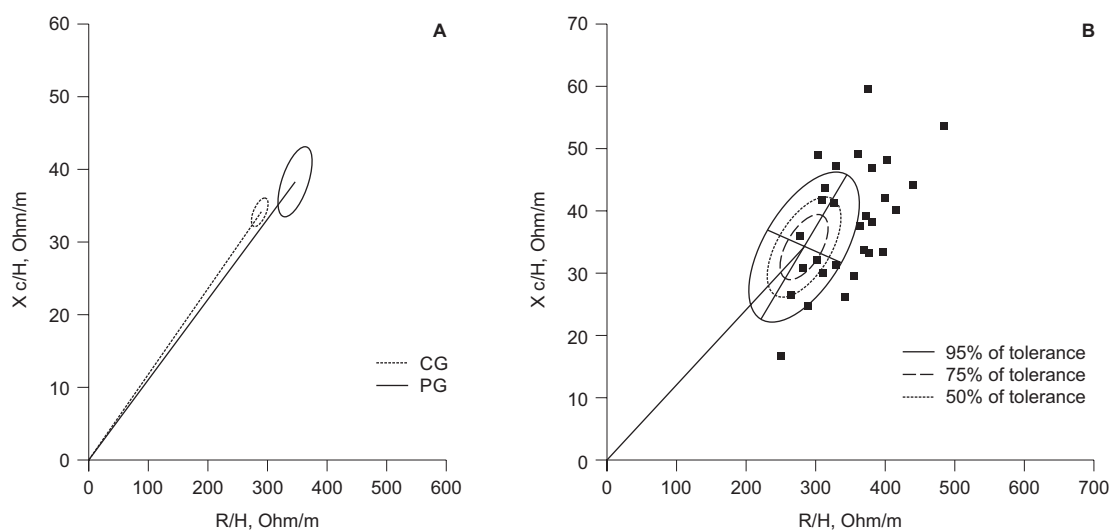 A
60
50
40
30
20
10
0
X c/H, Ohm/m
0 100 200 300 400 500 600
R/H, Ohm/m
CG
PG
B
70
60
50
40
30
20
10
0
X c/H, Ohm/m
0 100 200 300 400 500 600 700
R/H, Ohm/m
95% of tolerance
75% of tolerance
50% of tolerance